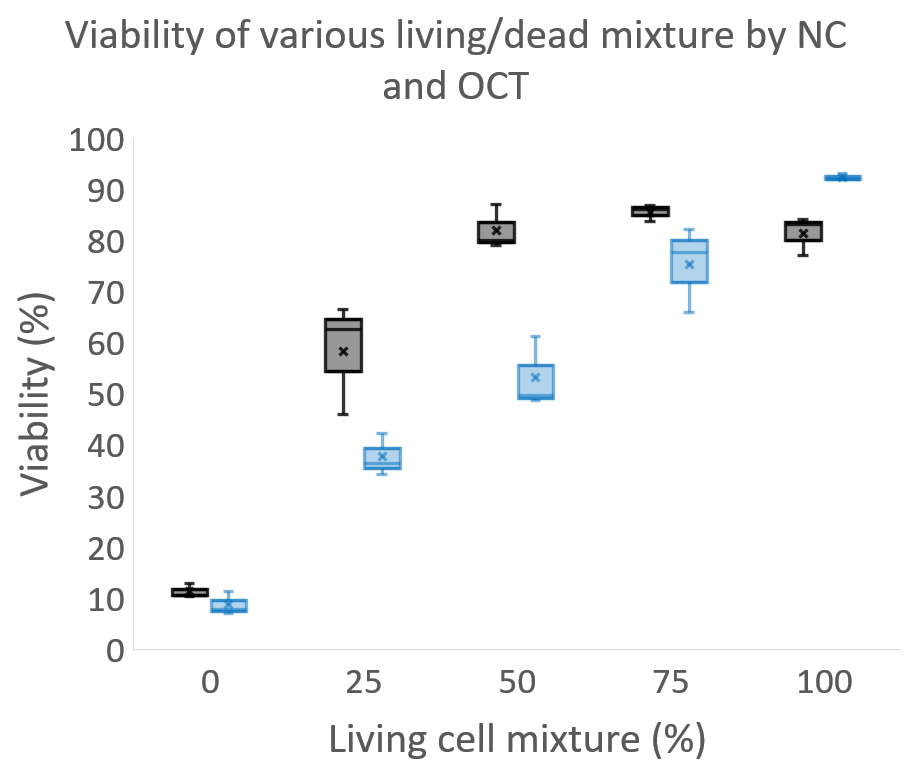 Viability of various living/dead mixture by NC
and OCT
100
90
80
70
60
50
40
30
20
10
0
Viability (%)
0 25 50 75 100
Living cell mixture (%)